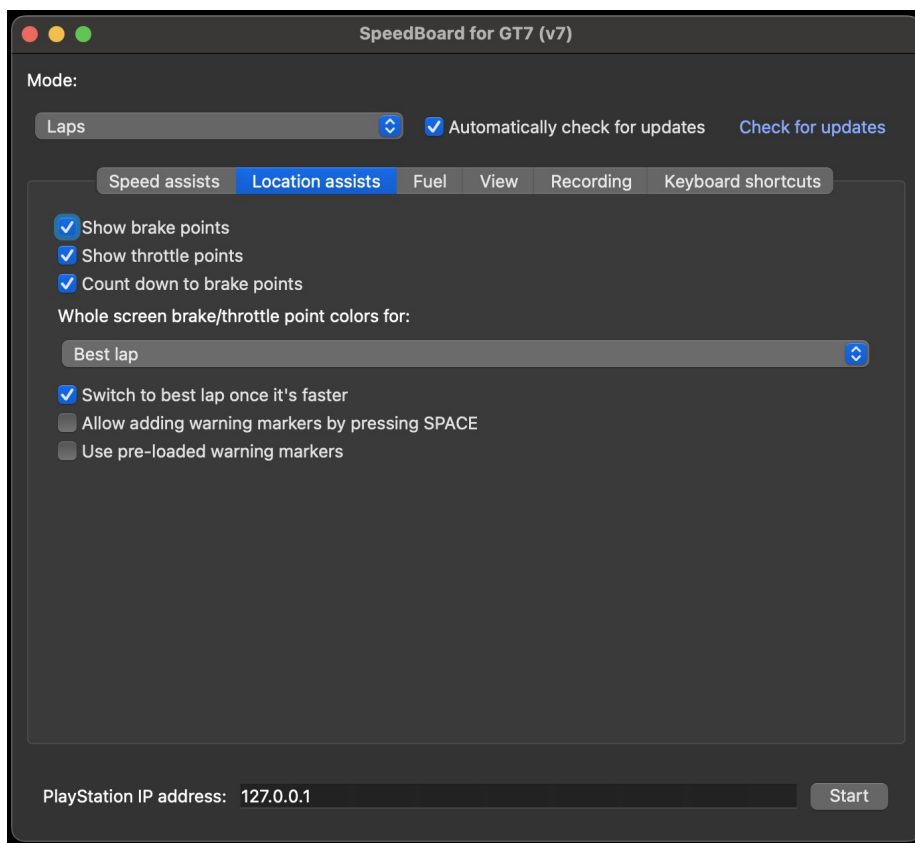 SpeedBoard for GT7 (v7)
Mode:
Laps
Automatically check for updates
Check for updates
Speed assists
Location assists
Fuel
View
Recording
Keyboard shortcuts
Show brake points
Show throttle points
Count down to brake points
Whole screen brake/throttle point colors for:
Best lap
Switch to best lap once it's faster
Allow adding warning markers by pressing SPACE
Use pre-loaded warning markers
PlayStation IP address: 127.0.0.1
Start